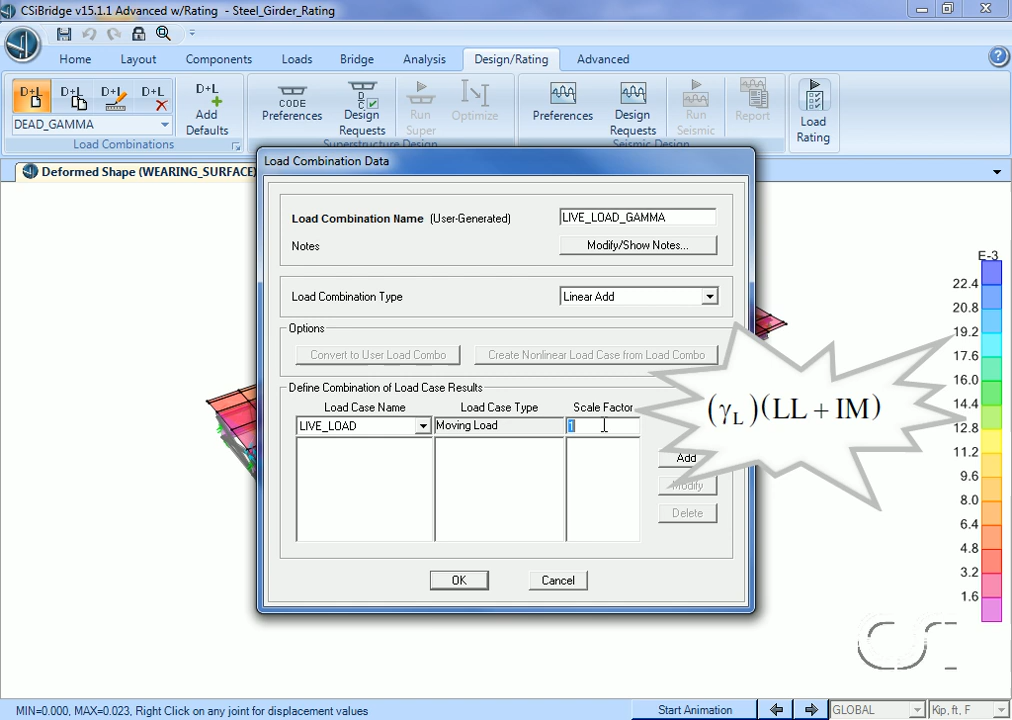 CSiBridge v15.1.1 Advanced w/Rating - Steel_Girder_Rating
Home Layout Components Loads Bridge Analysis Design/Rating Advanced
D+L D+L D+L D+L
DEAD_GAMMA
Load Combinations
D+L
Add
Defaults
CODE
Preferences
D
C
Design
Requests
Run
Super
Optimize
Superstructure Design
Preferences
Design
Requests
Run
Seismic
Report
Seismic Design
Load
Rating
Deformed Shape (WEARING_SURFACE)
Load Combination Data
Load Combination Name (User-Generated) LIVE_LOAD_GAMMA
Notes Modify/Show Notes...
Load Combination Type Linear Add
Options
Convert to User Load Combo Create Nonlinear Load Case from Load Combo
Define Combination of Load Case Results
Load Case Name Load Case Type Scale Factor
LIVE_LOAD Moving Load 1
Add
Modify
Delete
OK Cancel
(γL)(LL + IM)
E-3
22.4
20.8
19.2
17.6
16.0
14.4
12.8
11.2
9.6
8.0
6.4
4.8
3.2
1.6
CSI
MIN=0.000, MAX=0.023, Right Click on any joint for displacement values Start Animation GLOBAL Kip, ft, F